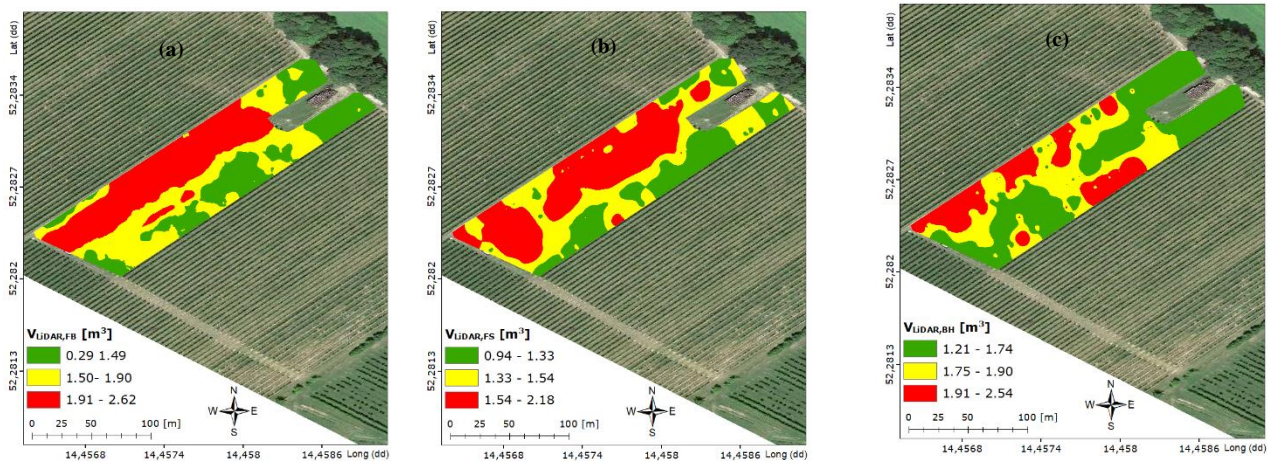 (a)
Lat (dd)
52,2834
52,2827
52,282
52,2813
V_LiDAR,FB [m³]
0.29 1.49
1.50- 1.90
1.91 - 2.62
0 25 50 100 [m]
N
W E
S
14,4568 14,4574 14,458 14,4586 Long (dd)
(b)
Lat (dd)
52,2834
52,2827
52,282
52,2813
V_LiDAR,FS [m³]
0.94 - 1.33
1.33 - 1.54
1.54 - 2.18
0 25 50 100 [m]
N
W E
S
14,4568 14,4574 14,458 14,4586 Long (dd)
(c)
Lat (dd)
52,2834
52,2827
52,282
52,2813
V_LiDAR,BH [m³]
1.21 - 1.74
1.75 - 1.90
1.91 - 2.54
0 25 50 100 [m]
N
W E
S
14,4568 14,4574 14,458 14,4586 Long (dd)